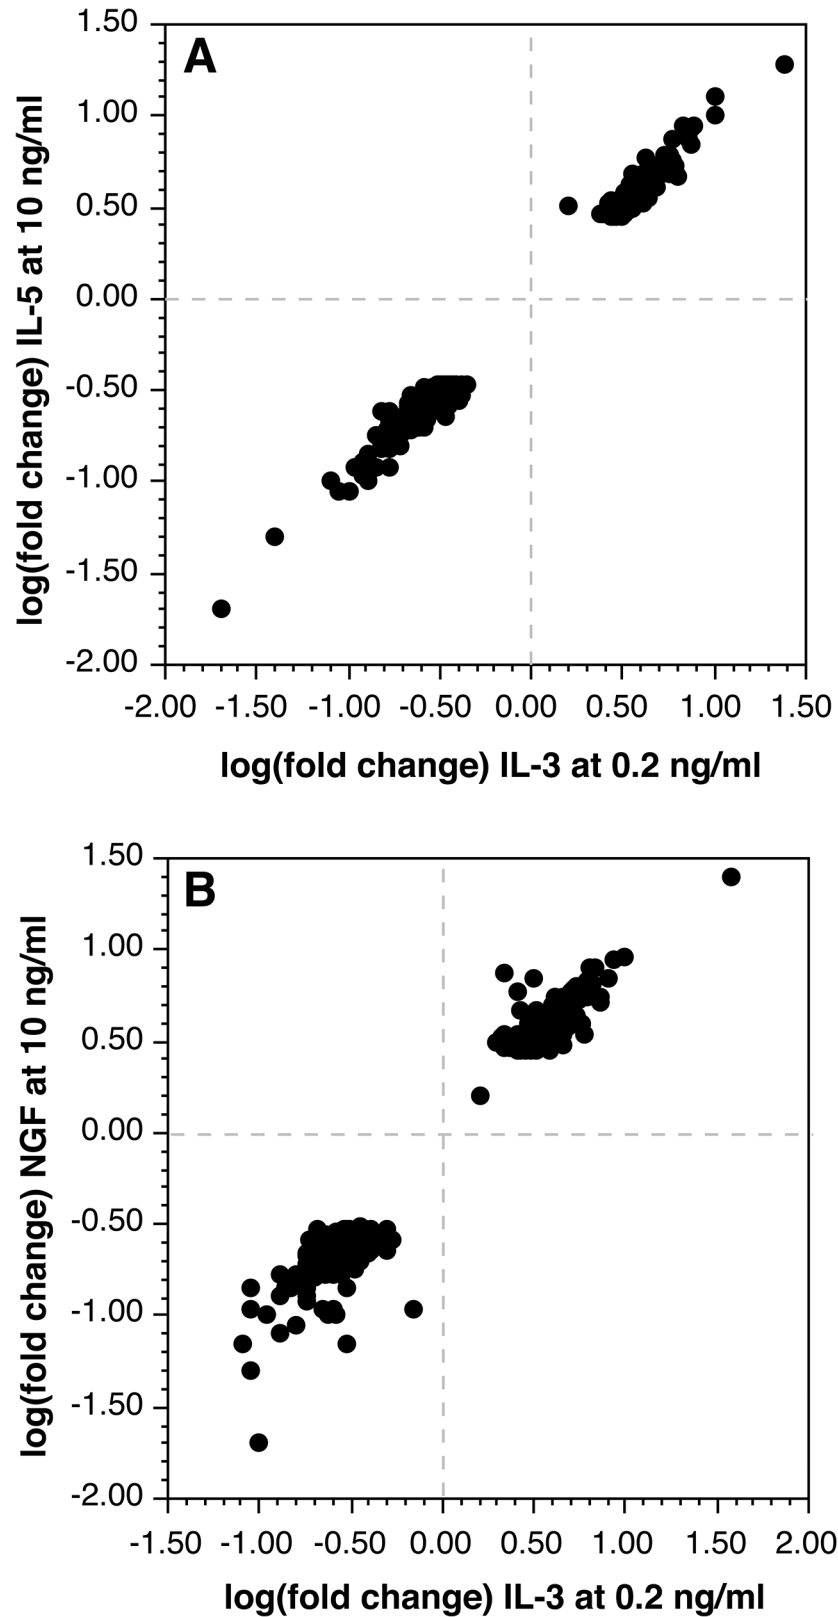 A
log(fold change) IL-5 at 10 ng/ml
1.50
1.00
0.50
0.00
-0.50
-1.00
-1.50
-2.00
-2.00 -1.50 -1.00 -0.50 0.00 0.50 1.00 1.50
log(fold change) IL-3 at 0.2 ng/ml
B
log(fold change) NGF at 10 ng/ml
1.50
1.00
0.50
0.00
-0.50
-1.00
-1.50
-2.00
-1.50 -1.00 -0.50 0.00 0.50 1.00 1.50 2.00
log(fold change) IL-3 at 0.2 ng/ml